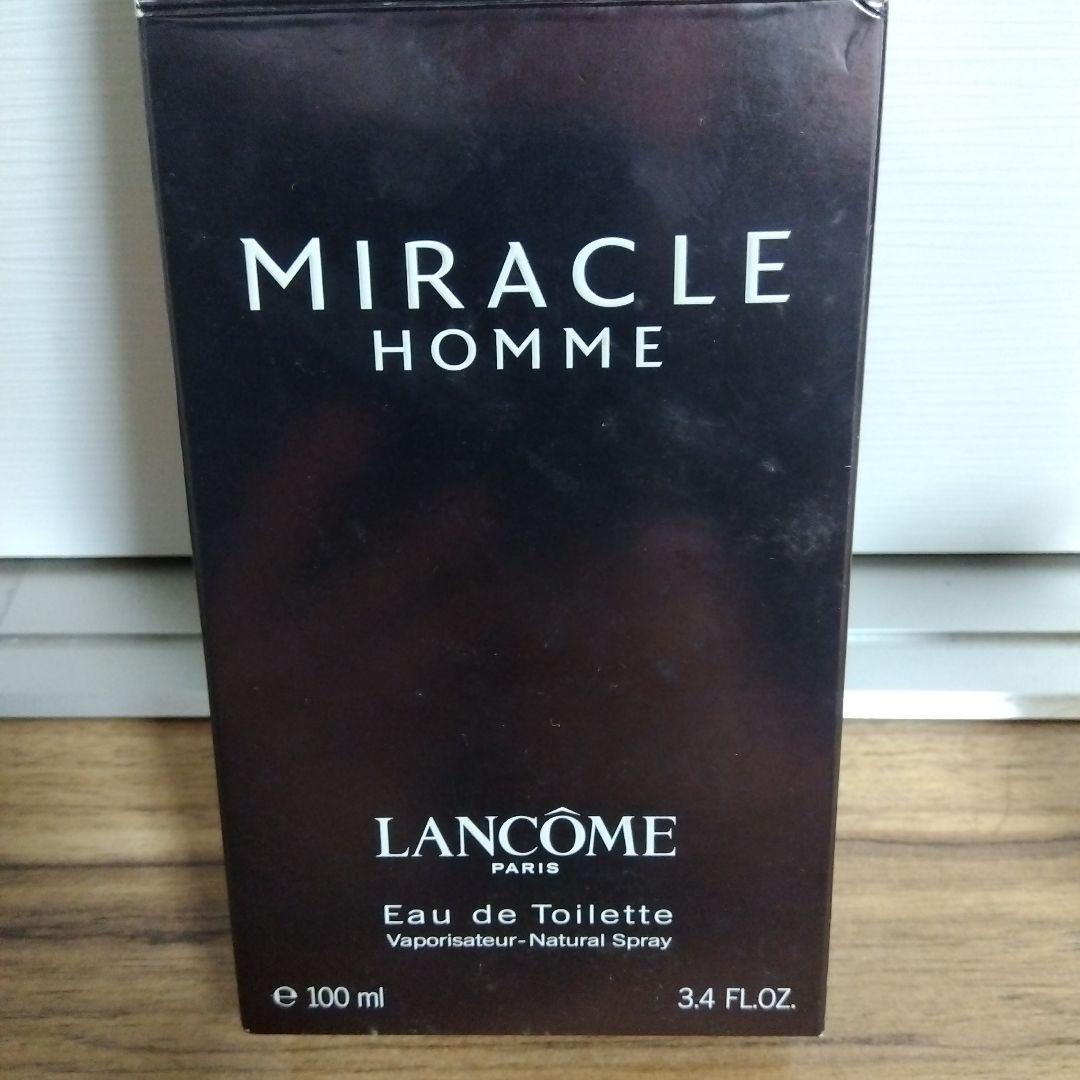 MIRACLE
HOMME
LANCÔME
PARIS
Eau de Toilette
Vaporisateur-Natural Spray
℮ 100 ml 3.4 FL.OZ.